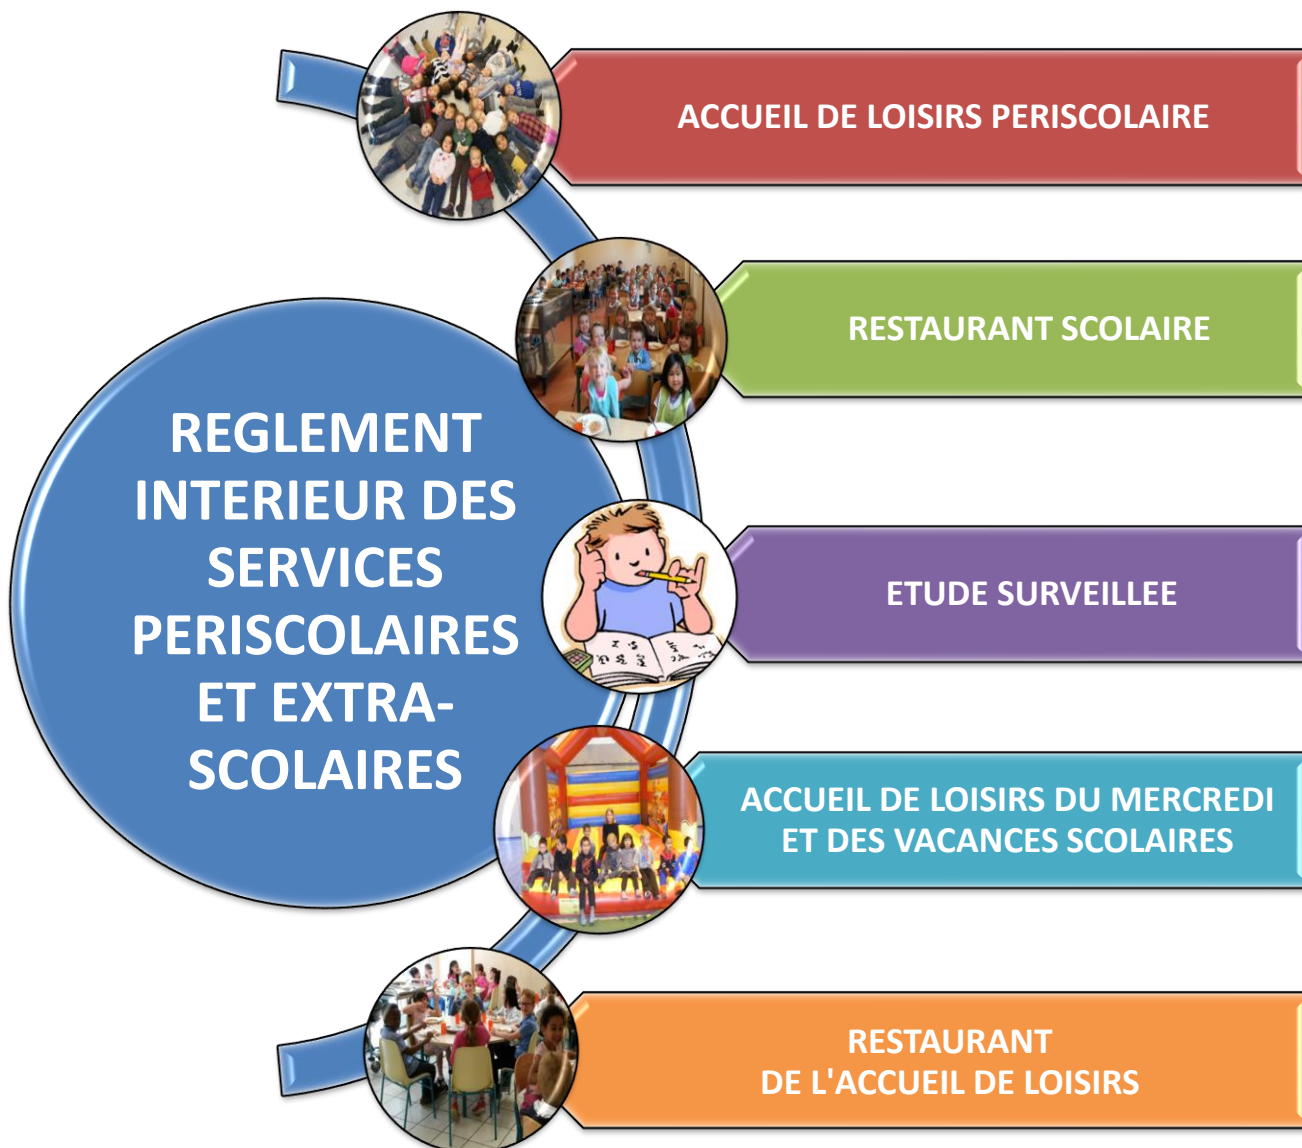 ACCUEIL DE LOISIRS PERISCOLAIRE
RESTAURANT SCOLAIRE
REGLEMENT
INTERIEUR DES
SERVICES
PERISCOLAIRES
ET EXTRA-
SCOLAIRES
ETUDE SURVEILLEE
ACCUEIL DE LOISIRS DU MERCREDI
ET DES VACANCES SCOLAIRES
RESTAURANT
DE L'ACCUEIL DE LOISIRS